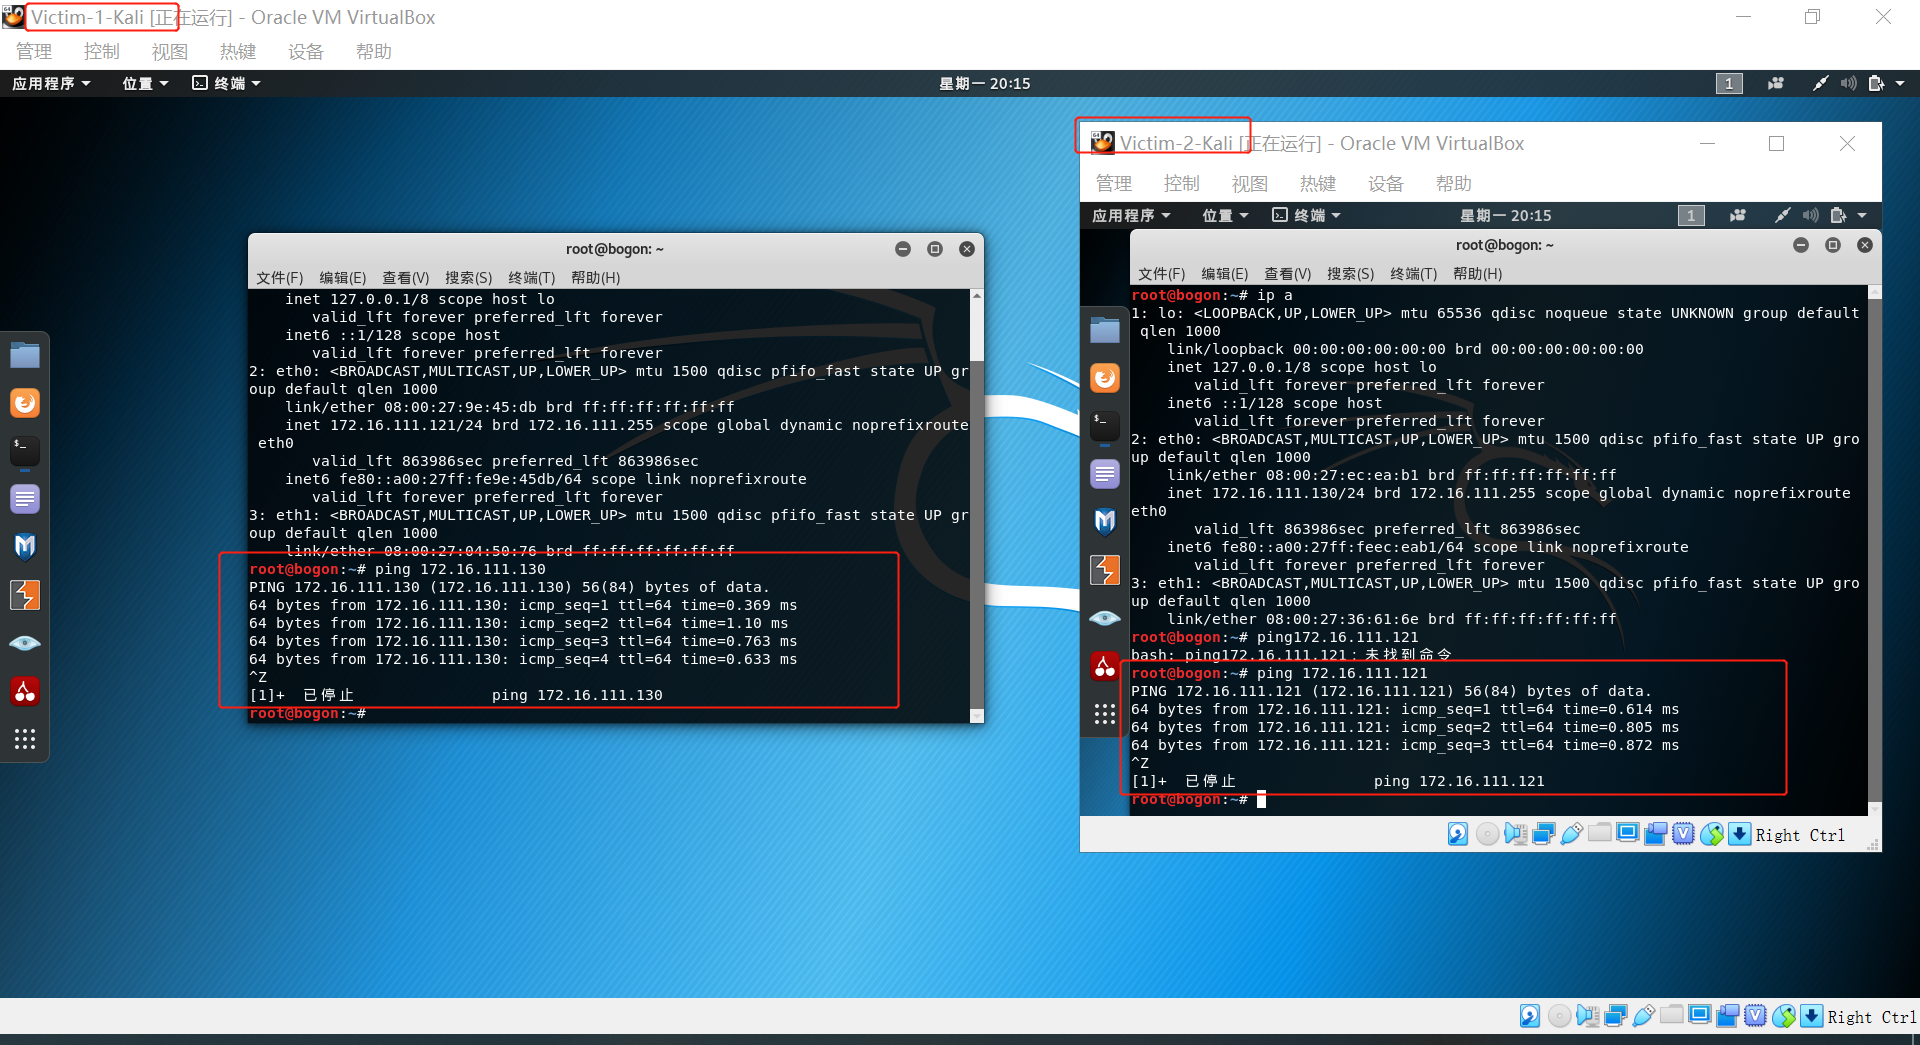 Victim-1-Kali [正在运行] - Oracle VM VirtualBox
管理 控制 视图 热键 设备 帮助
应用程序 位置 终端 星期一 20:15 1
root@bogon: ~
文件(F) 编辑(E) 查看(V) 搜索(S) 终端(T) 帮助(H)
inet 127.0.0.1/8 scope host lo
valid_lft forever preferred_lft forever
inet6 ::1/128 scope host
valid_lft forever preferred_lft forever
2: eth0: <BROADCAST,MULTICAST,UP,LOWER_UP> mtu 1500 qdisc pfifo_fast state UP gr
oup default qlen 1000
link/ether 08:00:27:9e:45:db brd ff:ff:ff:ff:ff:ff
inet 172.16.111.121/24 brd 172.16.111.255 scope global dynamic noprefixroute
eth0
valid_lft 863986sec preferred_lft 863986sec
inet6 fe80::a00:27ff:fe9e:45db/64 scope link noprefixroute
valid_lft forever preferred_lft forever
3: eth1: <BROADCAST,MULTICAST,UP,LOWER_UP> mtu 1500 qdisc pfifo_fast state UP gr
oup default qlen 1000
link/ether 08:00:27:04:50:76 brd ff:ff:ff:ff:ff:ff
root@bogon:~# ping 172.16.111.130
PING 172.16.111.130 (172.16.111.130) 56(84) bytes of data.
64 bytes from 172.16.111.130: icmp_seq=1 ttl=64 time=0.369 ms
64 bytes from 172.16.111.130: icmp_seq=2 ttl=64 time=1.10 ms
64 bytes from 172.16.111.130: icmp_seq=3 ttl=64 time=0.763 ms
64 bytes from 172.16.111.130: icmp_seq=4 ttl=64 time=0.633 ms
^Z
[1]+ 已停止 ping 172.16.111.130
root@bogon:~#
Victim-2-Kali [正在运行] - Oracle VM VirtualBox
管理 控制 视图 热键 设备 帮助
应用程序 位置 终端 星期一 20:15 1
root@bogon: ~
文件(F) 编辑(E) 查看(V) 搜索(S) 终端(T) 帮助(H)
root@bogon:~# ip a
1: lo: <LOOPBACK,UP,LOWER_UP> mtu 65536 qdisc noqueue state UNKNOWN group default
qlen 1000
link/loopback 00:00:00:00:00:00 brd 00:00:00:00:00:00
inet 127.0.0.1/8 scope host lo
valid_lft forever preferred_lft forever
inet6 ::1/128 scope host
valid_lft forever preferred_lft forever
2: eth0: <BROADCAST,MULTICAST,UP,LOWER_UP> mtu 1500 qdisc pfifo_fast state UP gro
up default qlen 1000
link/ether 08:00:27:ec:ea:b1 brd ff:ff:ff:ff:ff:ff
inet 172.16.111.130/24 brd 172.16.111.255 scope global dynamic noprefixroute
eth0
valid_lft 863986sec preferred_lft 863986sec
inet6 fe80::a00:27ff:feec:eab1/64 scope link noprefixroute
valid_lft forever preferred_lft forever
3: eth1: <BROADCAST,MULTICAST,UP,LOWER_UP> mtu 1500 qdisc pfifo_fast state UP gro
up default qlen 1000
link/ether 08:00:27:36:61:6e brd ff:ff:ff:ff:ff:ff
root@bogon:~# ping172.16.111.121
bash: ping172.16.111.121：未找到命令
root@bogon:~# ping 172.16.111.121
PING 172.16.111.121 (172.16.111.121) 56(84) bytes of data.
64 bytes from 172.16.111.121: icmp_seq=1 ttl=64 time=0.614 ms
64 bytes from 172.16.111.121: icmp_seq=2 ttl=64 time=0.805 ms
64 bytes from 172.16.111.121: icmp_seq=3 ttl=64 time=0.872 ms
^Z
[1]+ 已停止 ping 172.16.111.121
root@bogon:~#
Right Ctrl
Right Ctrl